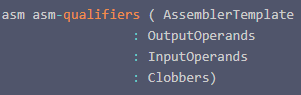 asm asm-qualifiers ( AssemblerTemplate
: OutputOperands
: InputOperands
: Clobbers)